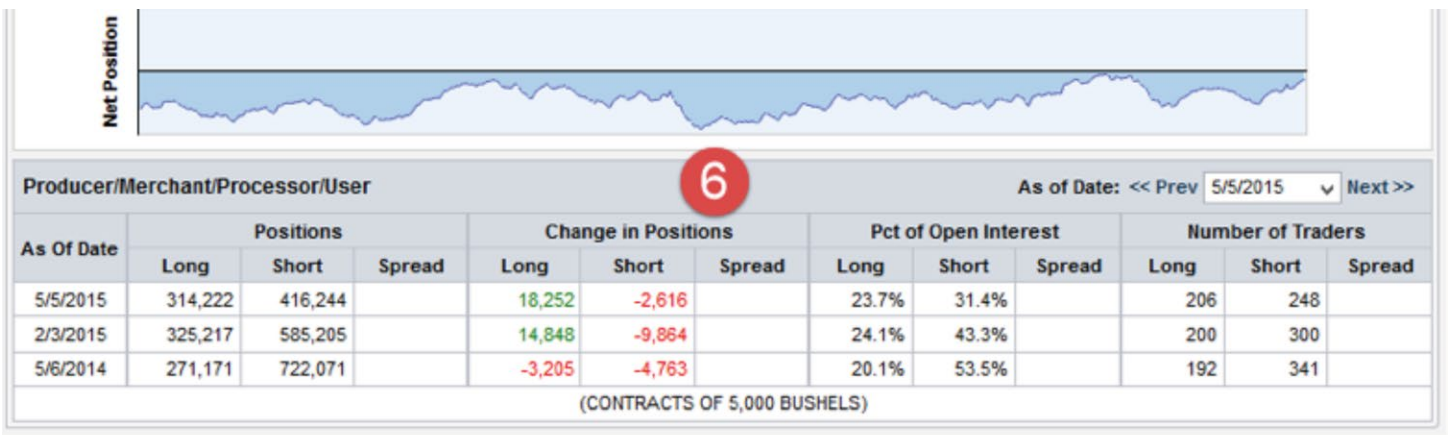 Net Position
6
Producer/Merchant/Processor/User As of Date: << Prev 5/5/2015 Next >>
As Of Date Positions Change in Positions Pct of Open Interest Number of Traders
Long Short Spread Long Short Spread Long Short Spread Long Short Spread
5/5/2015 314,222 416,244 18,252 -2,616 23.7% 31.4% 206 248
2/3/2015 325,217 585,205 14,848 -9,864 24.1% 43.3% 200 300
5/6/2014 271,171 722,071 -3,205 -4,763 20.1% 53.5% 192 341
(CONTRACTS OF 5,000 BUSHELS)